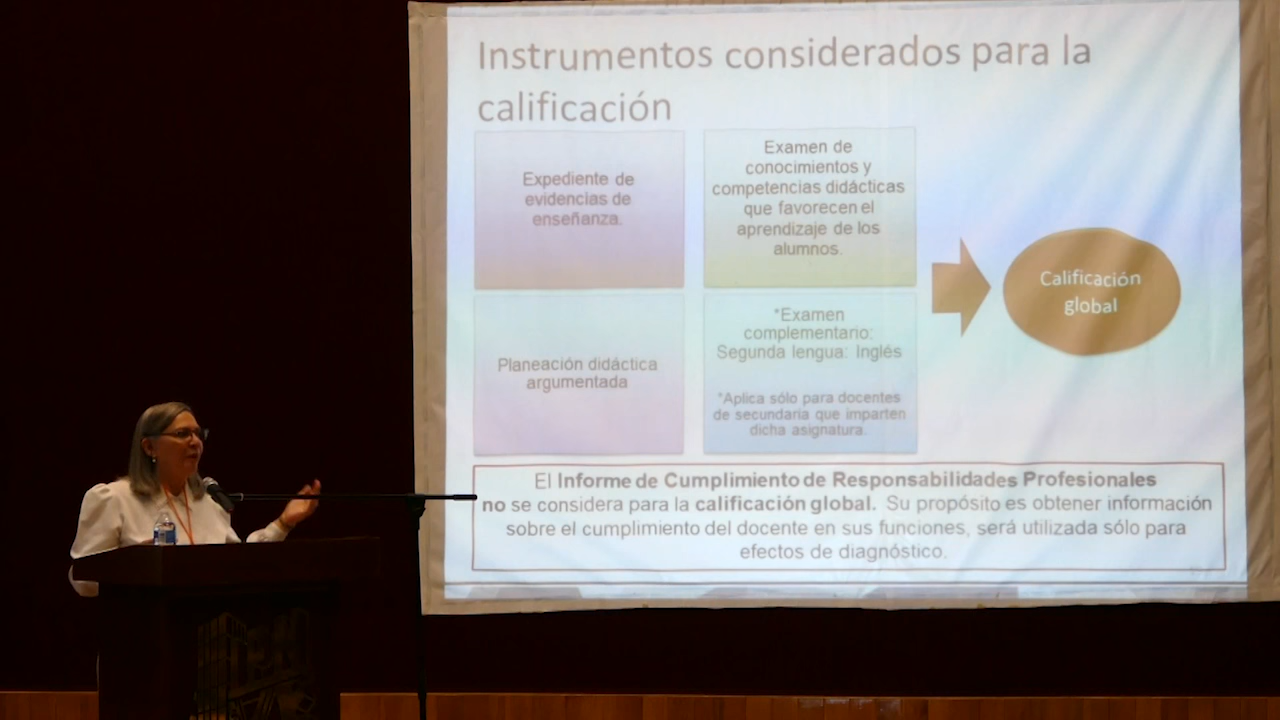 Instrumentos considerados para la
calificación
Expediente de
evidencias de
enseñanza.
Examen de
conocimientos y
competencias didácticas
que favorecen el
aprendizaje de los
alumnos.
Planeación didáctica
argumentada
*Examen
complementario:
Segunda lengua: Inglés
*Aplica sólo para docentes
de secundaria que imparten
dicha asignatura.
Calificación
global
El Informe de Cumplimiento de Responsabilidades Profesionales
no se considera para la calificación global. Su propósito es obtener información
sobre el cumplimiento del docente en sus funciones, será utilizada sólo para
efectos de diagnóstico.